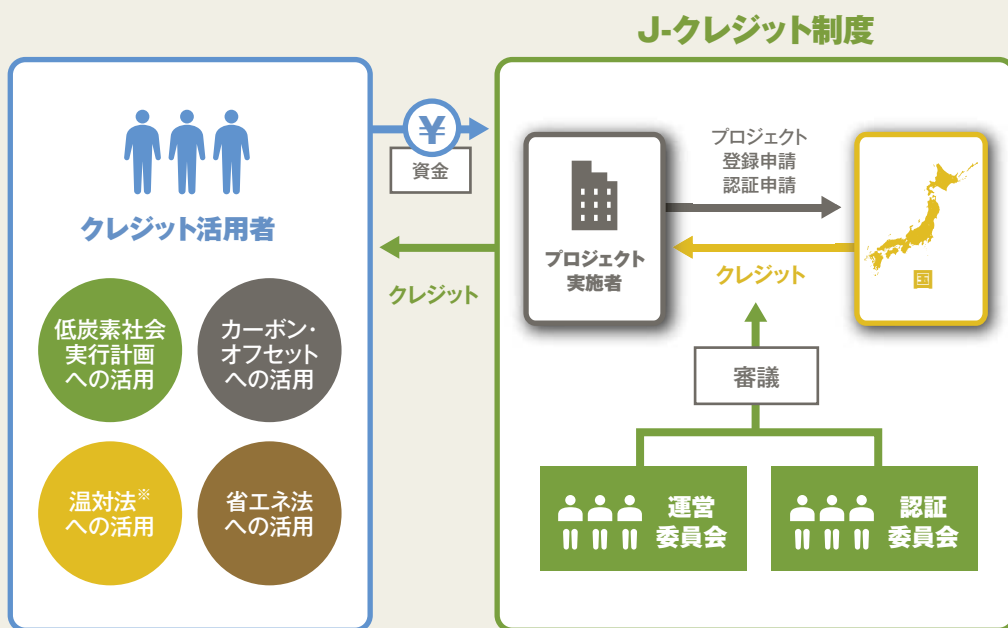 J-クレジット制度
クレジット活用者
低炭素社会
実行計画
への活用
カーボン・
オフセット
への活用
温対法※
への活用
省エネ法
への活用
¥
資金
クレジット
プロジェクト
実施者
プロジェクト
登録申請
認証申請
クレジット
国
審議
運営
委員会
認証
委員会